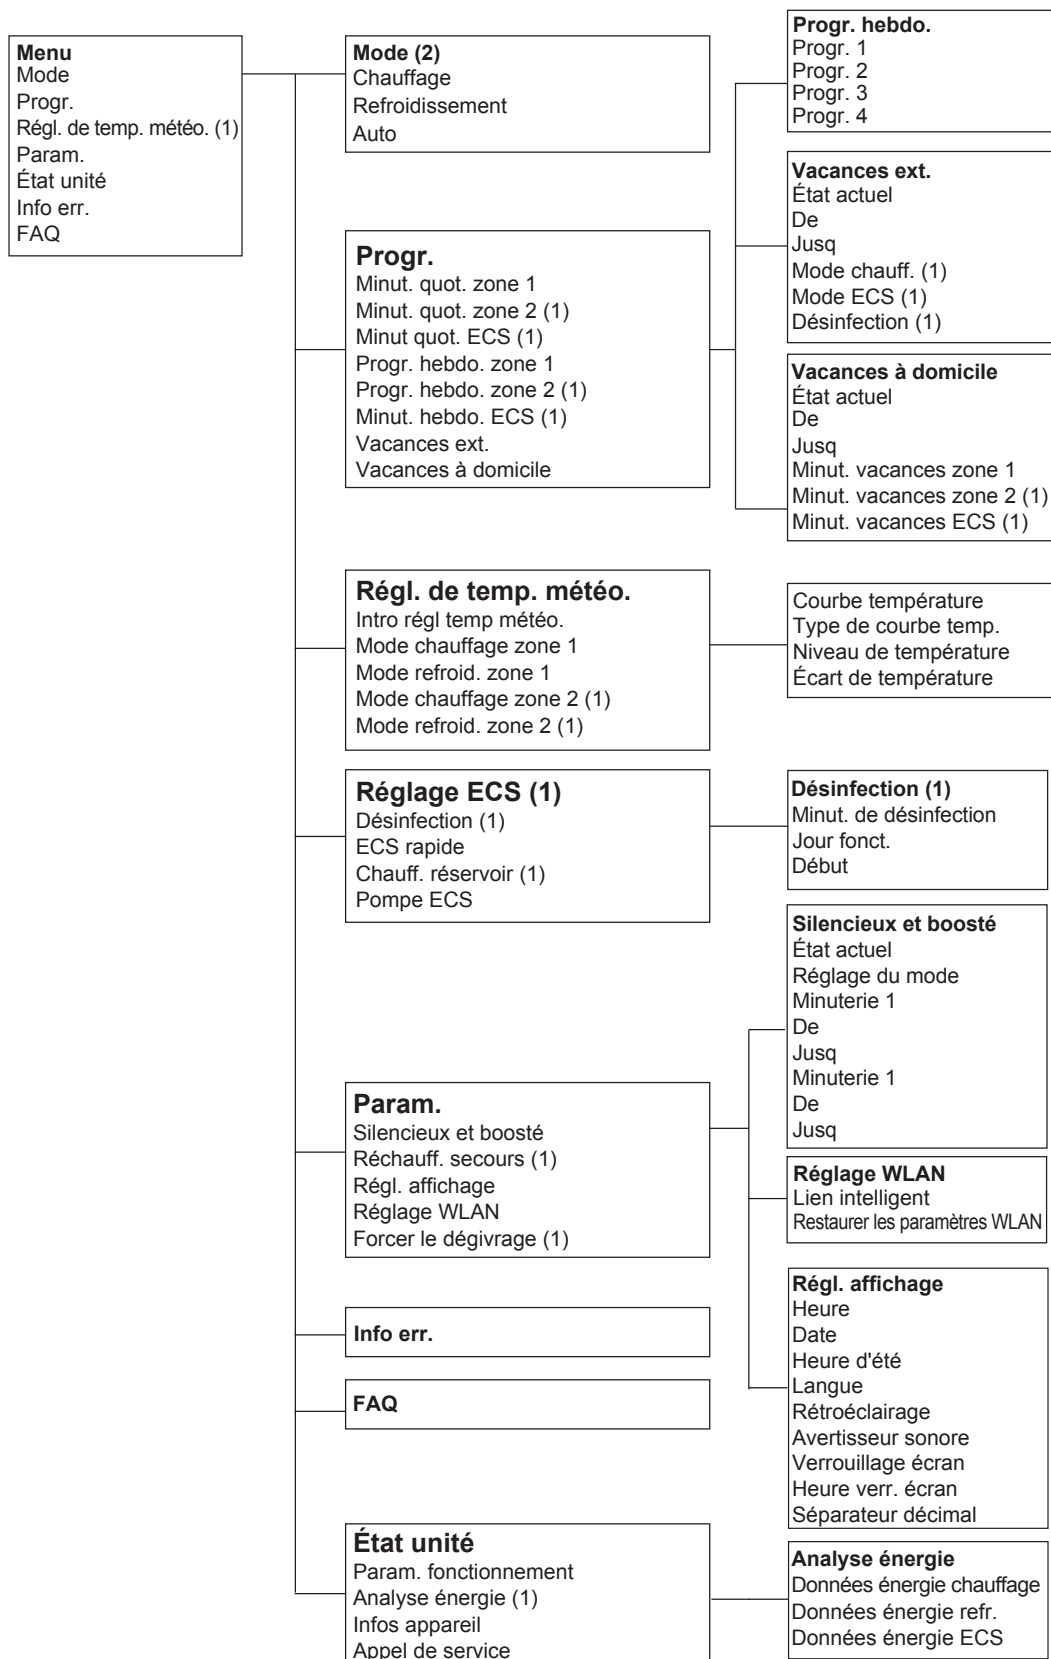 Menu
Mode
Progr.
Régl. de temp. météo. (1)
Param.
État unité
Info err.
FAQ
Mode (2)
Chauffage
Refroidissement
Auto
Progr.
Minut. quot. zone 1
Minut. quot. zone 2 (1)
Minut quot. ECS (1)
Progr. hebdo. zone 1
Progr. hebdo. zone 2 (1)
Minut. hebdo. ECS (1)
Vacances ext.
Vacances à domicile
Progr. hebdo.
Progr. 1
Progr. 2
Progr. 3
Progr. 4
Vacances ext.
État actuel
De
Jusq
Mode chauff. (1)
Mode ECS (1)
Désinfection (1)
Vacances à domicile
État actuel
De
Jusq
Minut. vacances zone 1
Minut. vacances zone 2 (1)
Minut. vacances ECS (1)
Régl. de temp. météo.
Intro régl temp météo.
Mode chauffage zone 1
Mode refroid. zone 1
Mode chauffage zone 2 (1)
Mode refroid. zone 2 (1)
Courbe température
Type de courbe temp.
Niveau de température
Écart de température
Réglage ECS (1)
Désinfection (1)
ECS rapide
Chauff. réservoir (1)
Pompe ECS
Désinfection (1)
Minut. de désinfection
Jour fonct.
Début
Param.
Silencieux et boosté
Réchauff. secours (1)
Régl. affichage
Réglage WLAN
Forcer le dégivrage (1)
Silencieux et boosté
État actuel
Réglage du mode
Minuterie 1
De
Jusq
Minuterie 1
De
Jusq
Réglage WLAN
Lien intelligent
Restaurer les paramètres WLAN
Régl. affichage
Heure
Date
Heure d'été
Langue
Rétroéclairage
Avertisseur sonore
Verrouillage écran
Heure verr. écran
Séparateur décimal
Info err.
FAQ
État unité
Param. fonctionnement
Analyse énergie (1)
Infos appareil
Appel de service
Analyse énergie
Données énergie chauffage
Données énergie refr.
Données énergie ECS